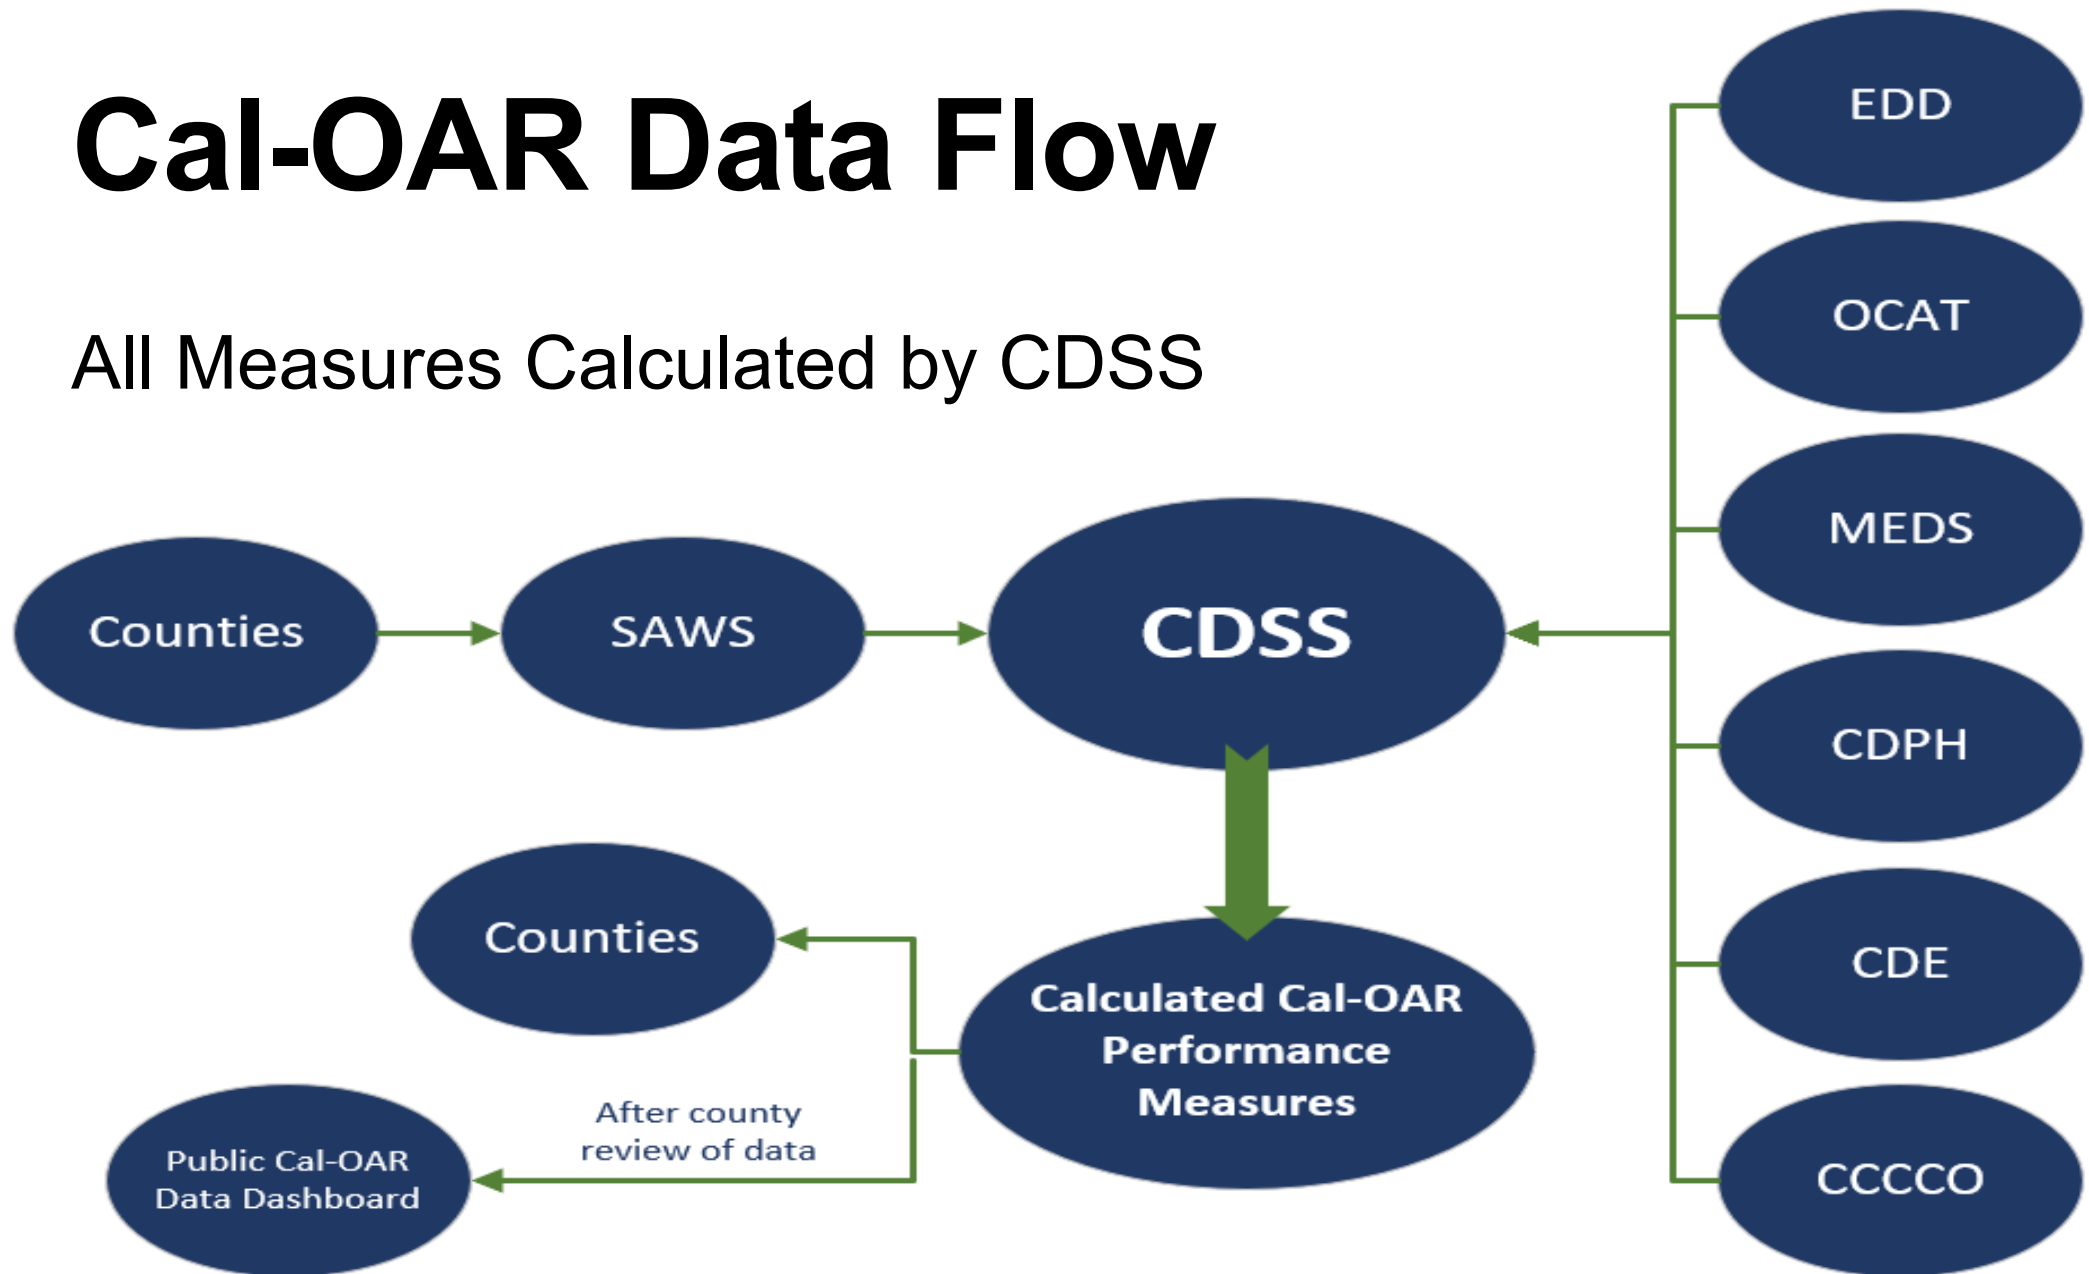 Cal-OAR Data Flow
All Measures Calculated by CDSS
EDD
OCAT
MEDS
CDPH
CDE
CCCCO
Counties
SAWS
CDSS
Calculated Cal-OAR
Performance
Measures
Counties
After county
review of data
Public Cal-OAR
Data Dashboard